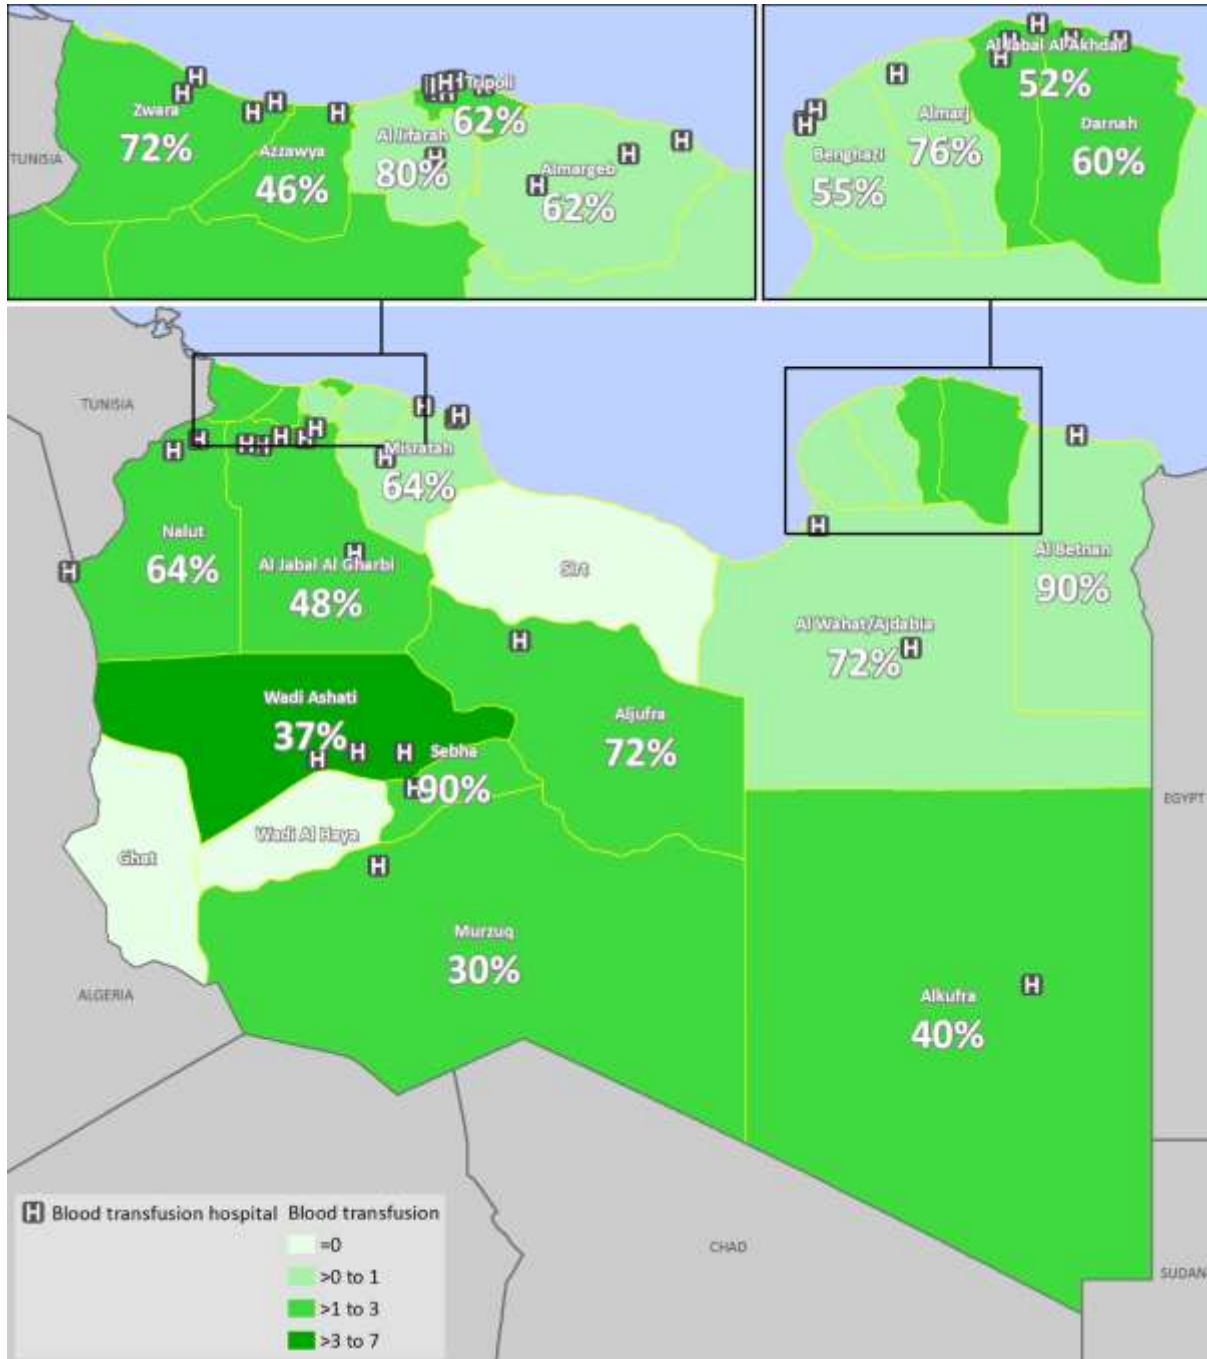 TUNISIA
Zwara
72%
Azzawya
46%
Al Jifarah
80%
Tripoli
62%
Almargeb
62%
Al Jabal Al Akhdar
52%
Darnah
60%
Almarj
76%
Benghazi
55%
TUNISIA
Misratah
64%
Nalut
64%
Al Jabal Al Gharbi
48%
Sirt
Al Betnan
90%
Al Wahat/Ajdabia
72%
Wadi Ashati
37%
Aljufra
72%
Sebha
90%
EGYPT
Wadi Al Haya
Ghat
Murzuq
30%
ALGERIA
Alkufra
40%
H Blood transfusion hospital
Blood transfusion
=0
>0 to 1
>1 to 3
>3 to 7
CHAD
SUDAN